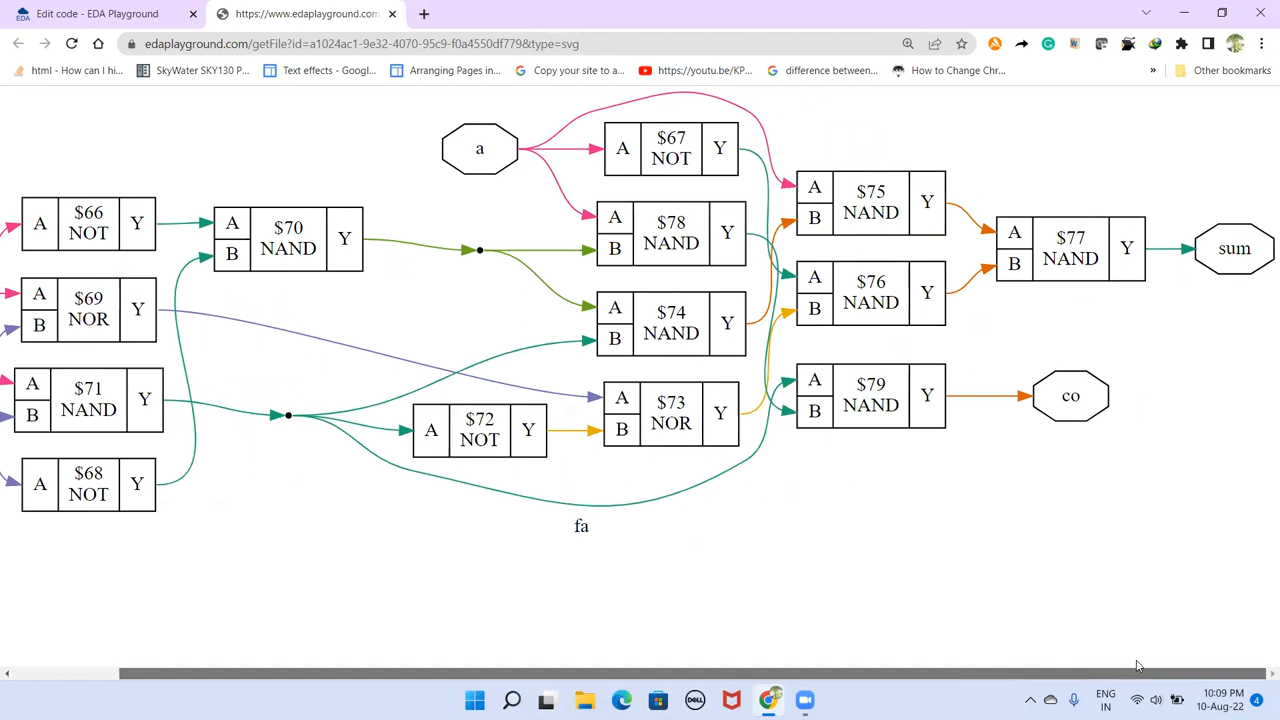 Edit code - EDA Playground
https://www.edaplayground.com
edaplayground.com/getFile?id=a1024ac1-9c32-4070-95c9-f0a4550df779&type=svg
html - How can I hi...
SkyWater SKY130 P...
Text effects - Googl...
Arranging Pages in...
Copy your site to a...
https://youtu.be/KP...
difference between...
How to Change Chr...
»
Other bookmarks
a
A $67 NOT Y
A $66 NOT Y
A B $70 NAND Y
A B $78 NAND Y
A B $75 NAND Y
A B $77 NAND Y
sum
A B $69 NOR Y
A B $74 NAND Y
A B $76 NAND Y
A B $71 NAND Y
A $72 NOT Y
A B $73 NOR Y
A B $79 NAND Y
co
A $68 NOT Y
fa
DELL
ENG
IN
10:09 PM
10-Aug-22
4